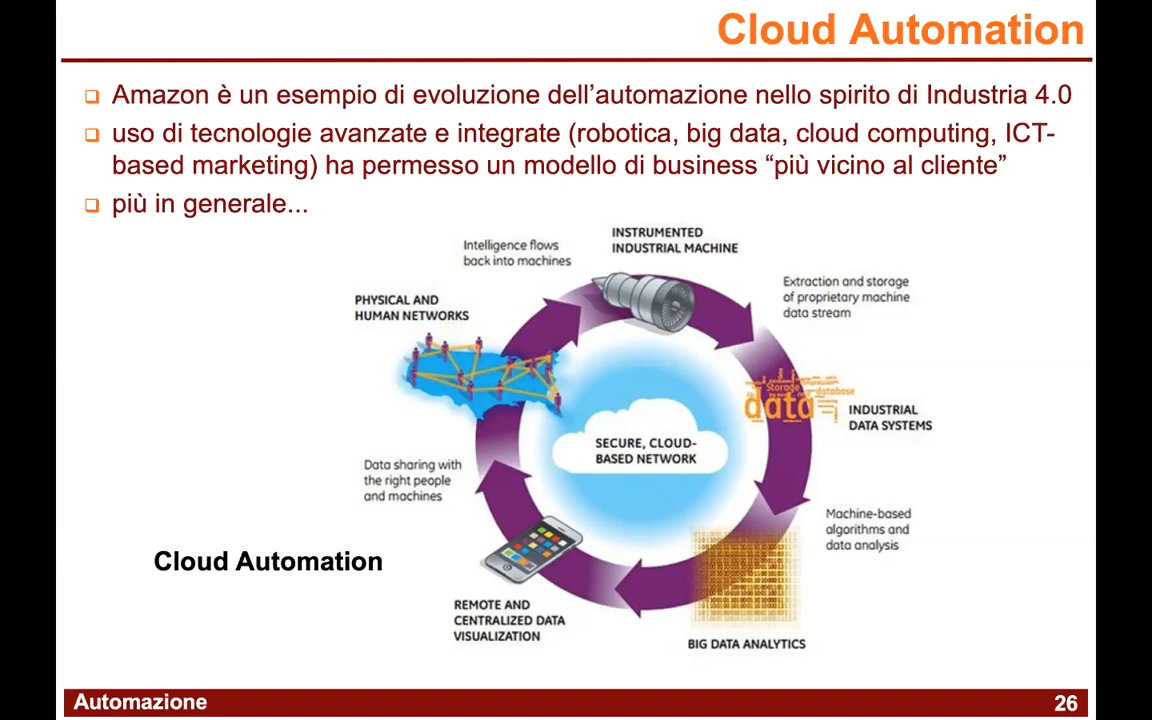 Cloud Automation
Amazon è un esempio di evoluzione dell’automazione nello spirito di Industria 4.0
uso di tecnologie avanzate e integrate (robotica, big data, cloud computing, ICT-
based marketing) ha permesso un modello di business “più vicino al cliente”
più in generale...
INSTRUMENTED
INDUSTRIAL MACHINE
Intelligence flows
back into machines
Extraction and storage
of proprietary machine
data stream
PHYSICAL AND
HUMAN NETWORKS
Storage
database
data
INDUSTRIAL
DATA SYSTEMS
SECURE, CLOUD-
BASED NETWORK
Data sharing with
the right people
and machines
Machine-based
algorithms and
data analysis
Cloud Automation
REMOTE AND
CENTRALIZED DATA
VISUALIZATION
BIG DATA ANALYTICS
Automazione
26